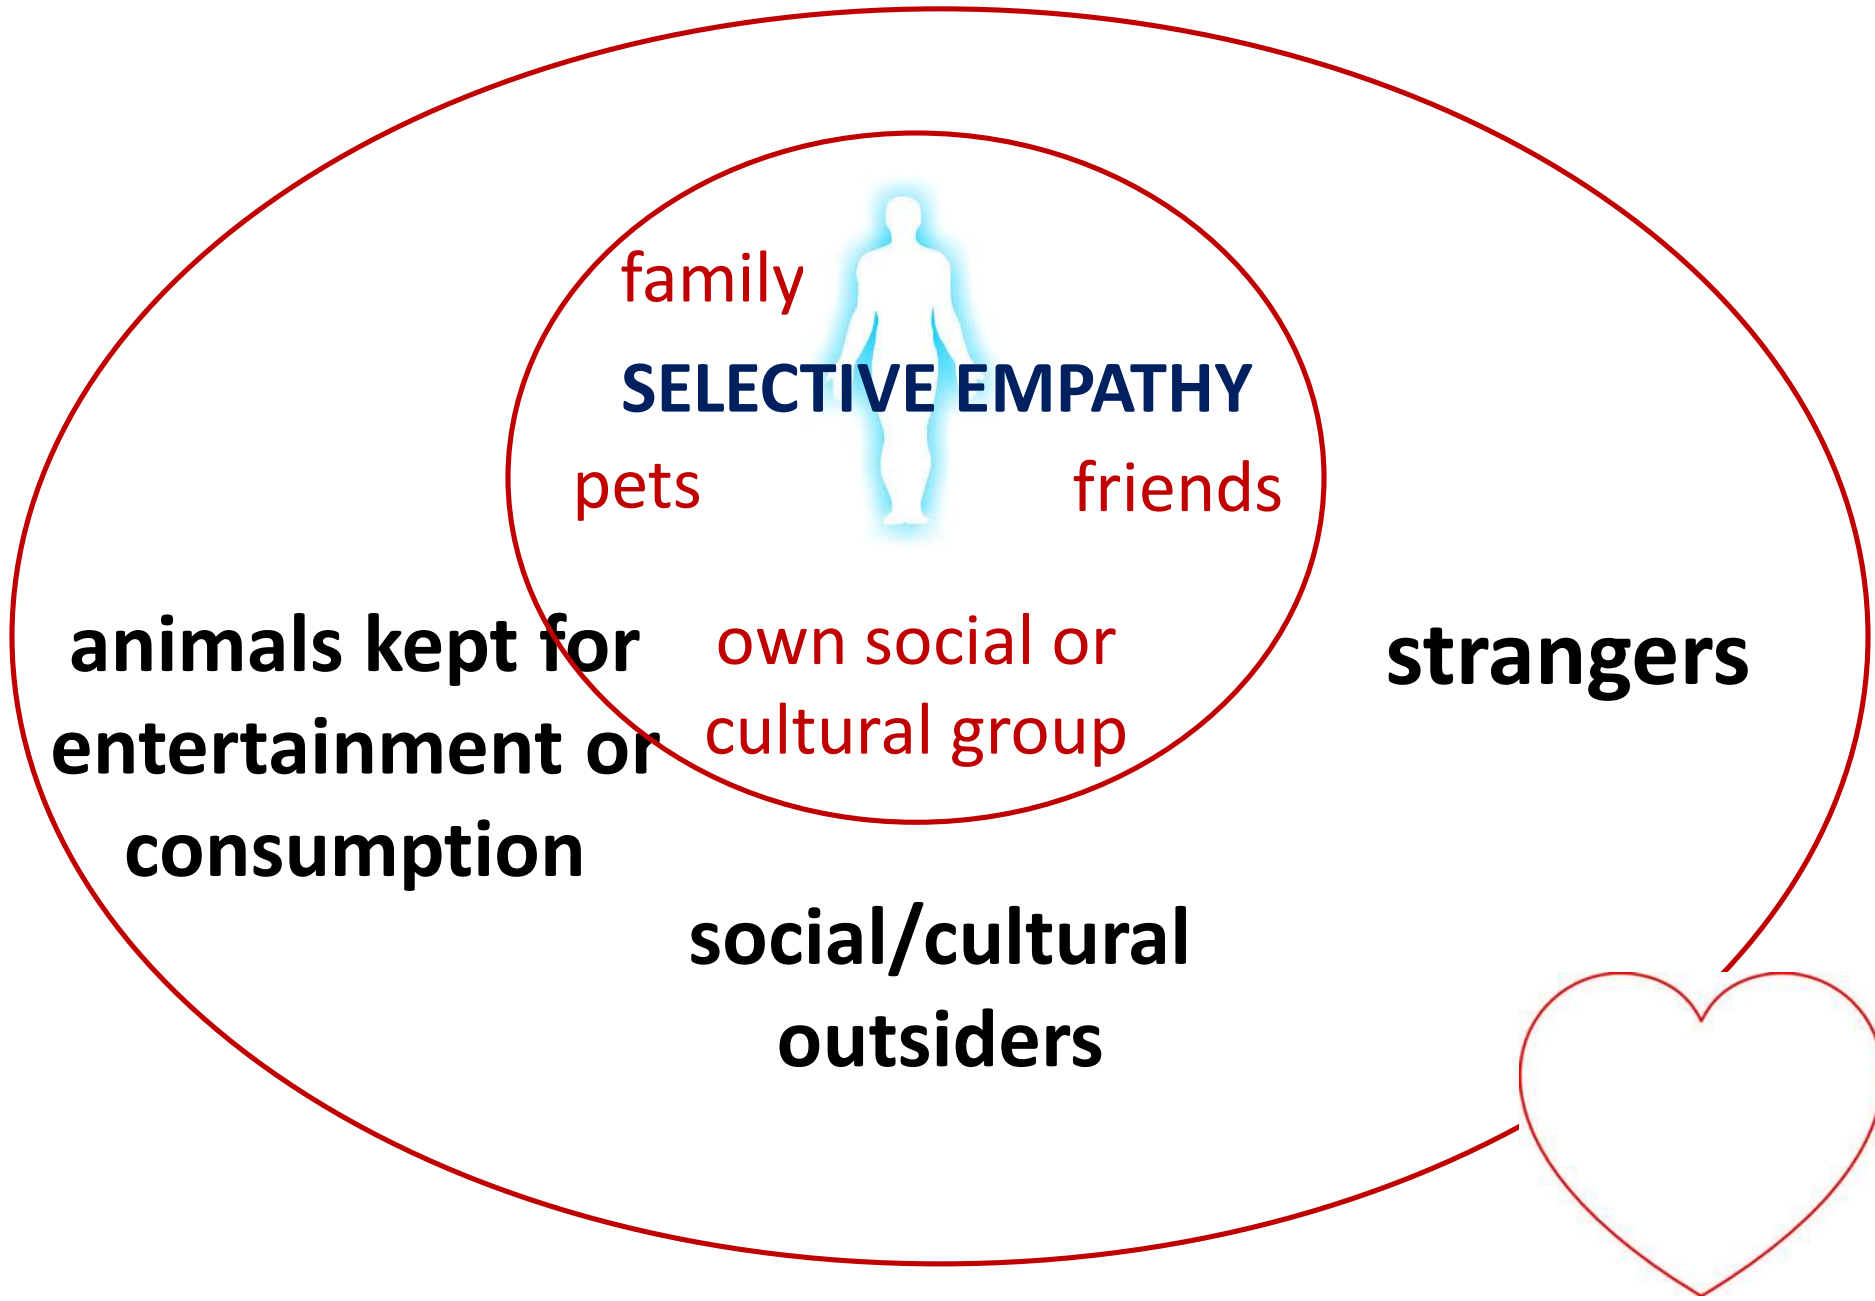 family
SELECTIVE EMPATHY
pets
friends
own social or
cultural group
animals kept for
entertainment or
consumption
strangers
social/cultural
outsiders